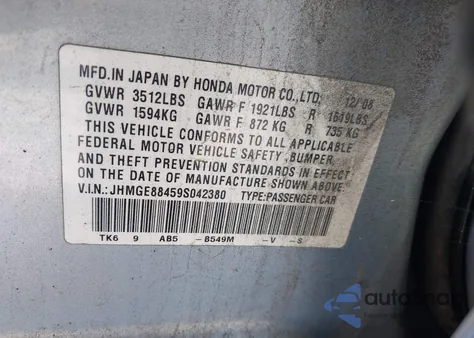 MFD.IN JAPAN BY HONDA MOTOR CO.,LTD. 12/08
GVWR 3512LBS GAWR F 1921LBS R 1649LBS
GVWR 1594KG GAWR F 872 KG R 735 KG
THIS VEHICLE CONFORMS TO ALL APPLICABLE
FEDERAL MOTOR VEHICLE SAFETY, BUMPER,
AND THEFT PREVENTION STANDARDS IN EFFECT
ON THE DATE OF MANUFACTURE SHOWN ABOVE.
V.I.N.: JHMGE88459S042380 TYPE:PASSENGER CAR
TK6 9 AB5 -B549M -V -S